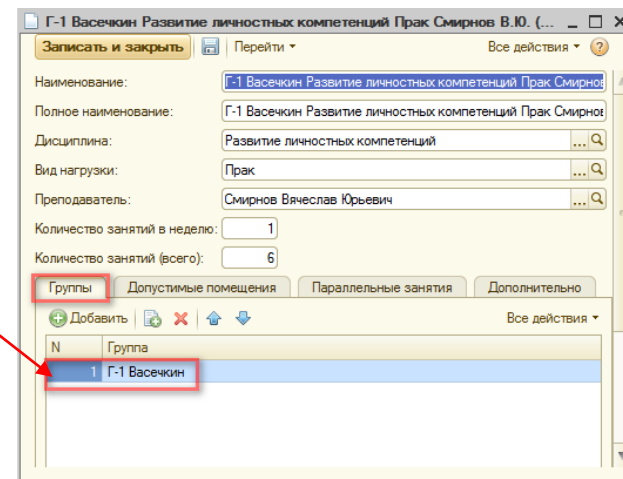 Г-1 Васечкин Развитие личностных компетенций Прак Смирнов В.Ю. (...
Записать и закрыть Перейти Все действия ?
Наименование: Г-1 Васечкин Развитие личностных компетенций Прак
Полное наименование: Г-1 Васечкин Развитие личностных компетенций Прак
Дисциплина: Развитие личностных компетенций ...
Вид нагрузки: Прак ...
Преподаватель: Смирнов Вячеслав Юрьевич ...
Количество занятий в неделю: 1
Количество занятий (всего): 6
Группы Допустимые помещения Параллельные занятия Дополнительно
Добавить Все действия
N Группа
1 Г-1 Васечкин